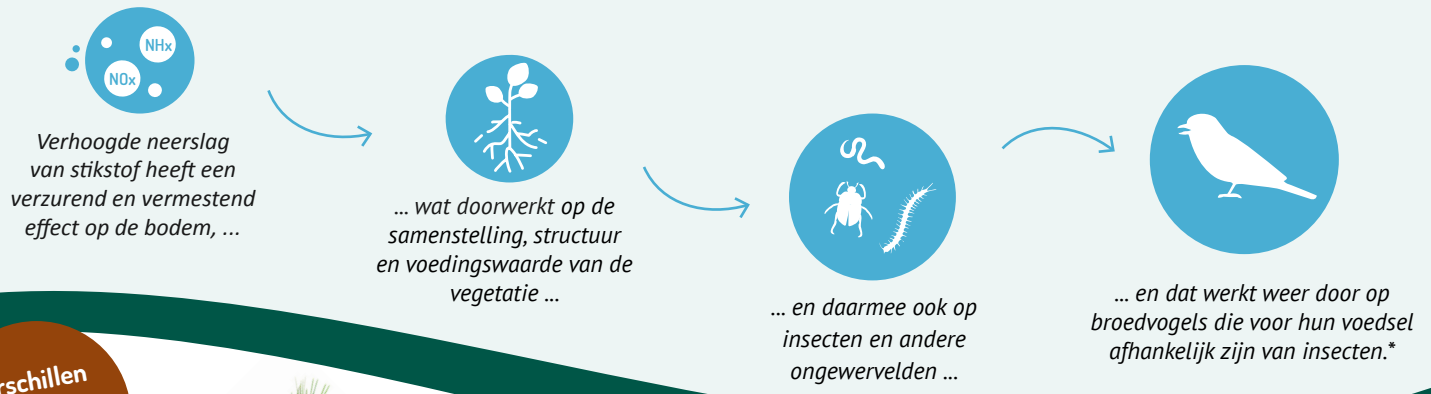 NHx
NOx
Verhoogde neerslag
van stikstof heeft een
verzurend en vermestend
effect op de bodem, ...
... wat doorwerkt op de
samenstelling, structuur
en voedingswaarde van de
vegetatie ...
... en daarmee ook op
insecten en andere
ongewervelden ...
... en dat werkt weer door op
broedvogels die voor hun voedsel
afhankelijk zijn van insecten.*